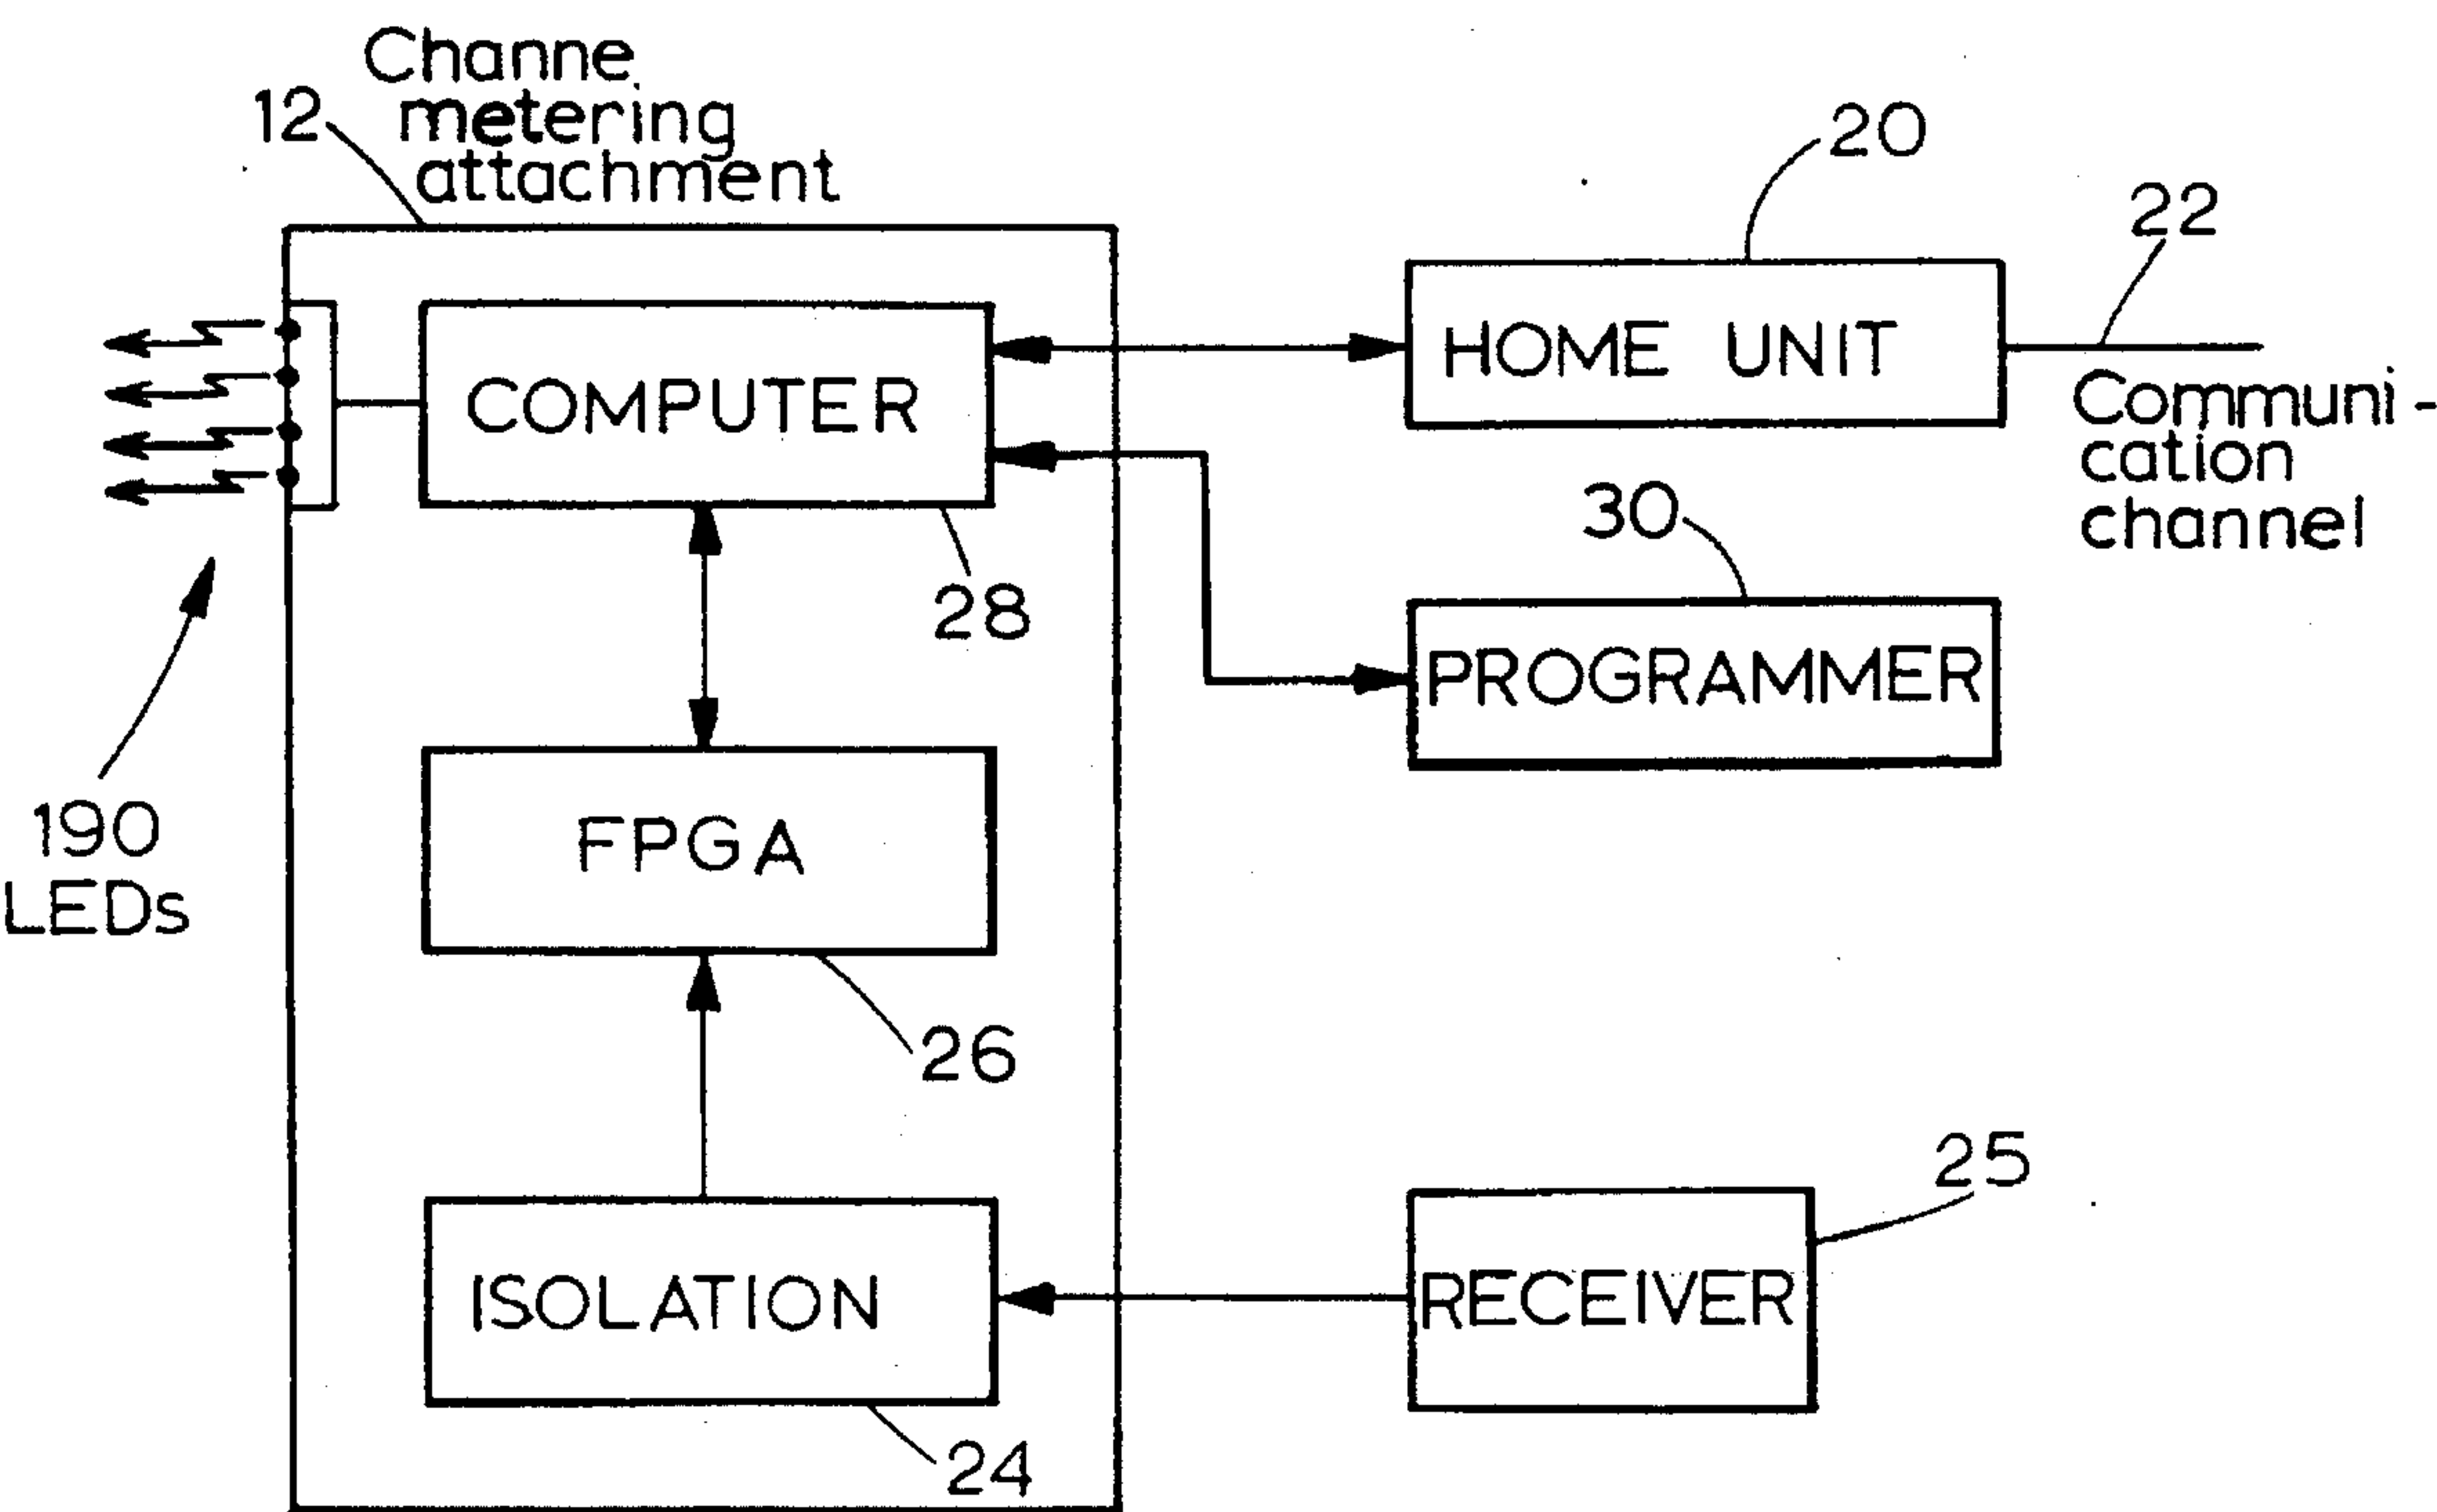 Channe
metering
attachment
12
20
22
HOME UNIT
COMPUTER
Communi-
cation
channel
30
28
PROGRAMMER
190
LEDs
FPGA
26
25
ISOLATION
RECEIVER
24